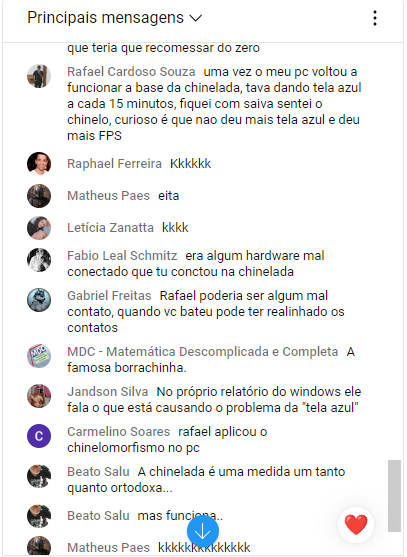 Principais mensagens
que teria que recomessar do zero
Rafael Cardoso Souza uma vez o meu pc voltou a
funcionar a base da chinelada, tava dando tela azul
a cada 15 minutos, fiquei com saiva sentei o
chinelo, curioso é que nao deu mais tela azul e deu
mais FPS
Raphael Ferreira Kkkkkk
Matheus Paes eita
Letícia Zanatta kkkk
Fabio Leal Schmitz era algum hardware mal
conectado que tu conctou na chinelada
Gabriel Freitas Rafael poderia ser algum mal
contato, quando vc bateu pode ter realinhado os
contatos
MDC - Matemática Descomplicada e Completa A
famosa borrachinha.
Jandson Silva No próprio relatório do windows ele
fala o que está causando o problema da "tela azul"
C
Carmelino Soares rafael aplicou o
chinelomorfismo no pc
Beato Salu A chinelada é uma medida um tanto
quanto ortodoxa...
Beato Salu mas funciona..
Matheus Paes kkkkkkkkkkkkkk